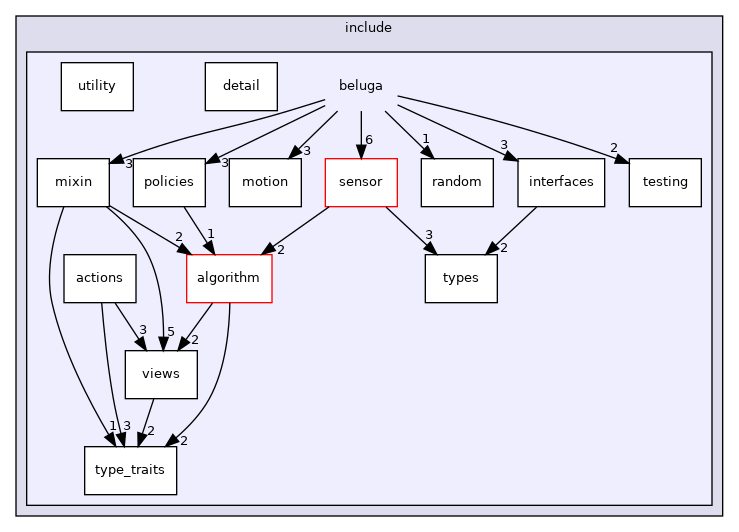 include
utility
detail
beluga
6
1
3
2
3
3
3
mixin
policies
motion
sensor
random
interfaces
testing
2
1
2
3
2
actions
algorithm
types
3
5
2
views
1
3
2
2
type_traits